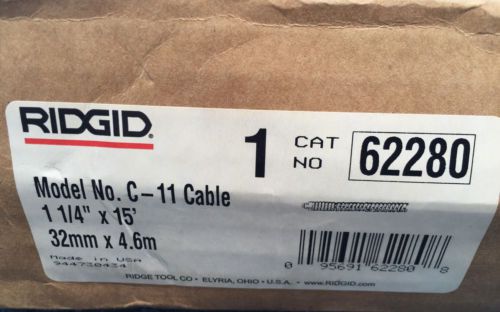 RIDGID.
1 CAT NO 62280
Model No. C-11 Cable
1 1/4" x 15'
32mm x 4.6m
Made in USA
944730434
0 95691 62280 8
RIDGE TOOL CO • ELYRIA, OHIO • U.S.A. • www.RIDGID.com